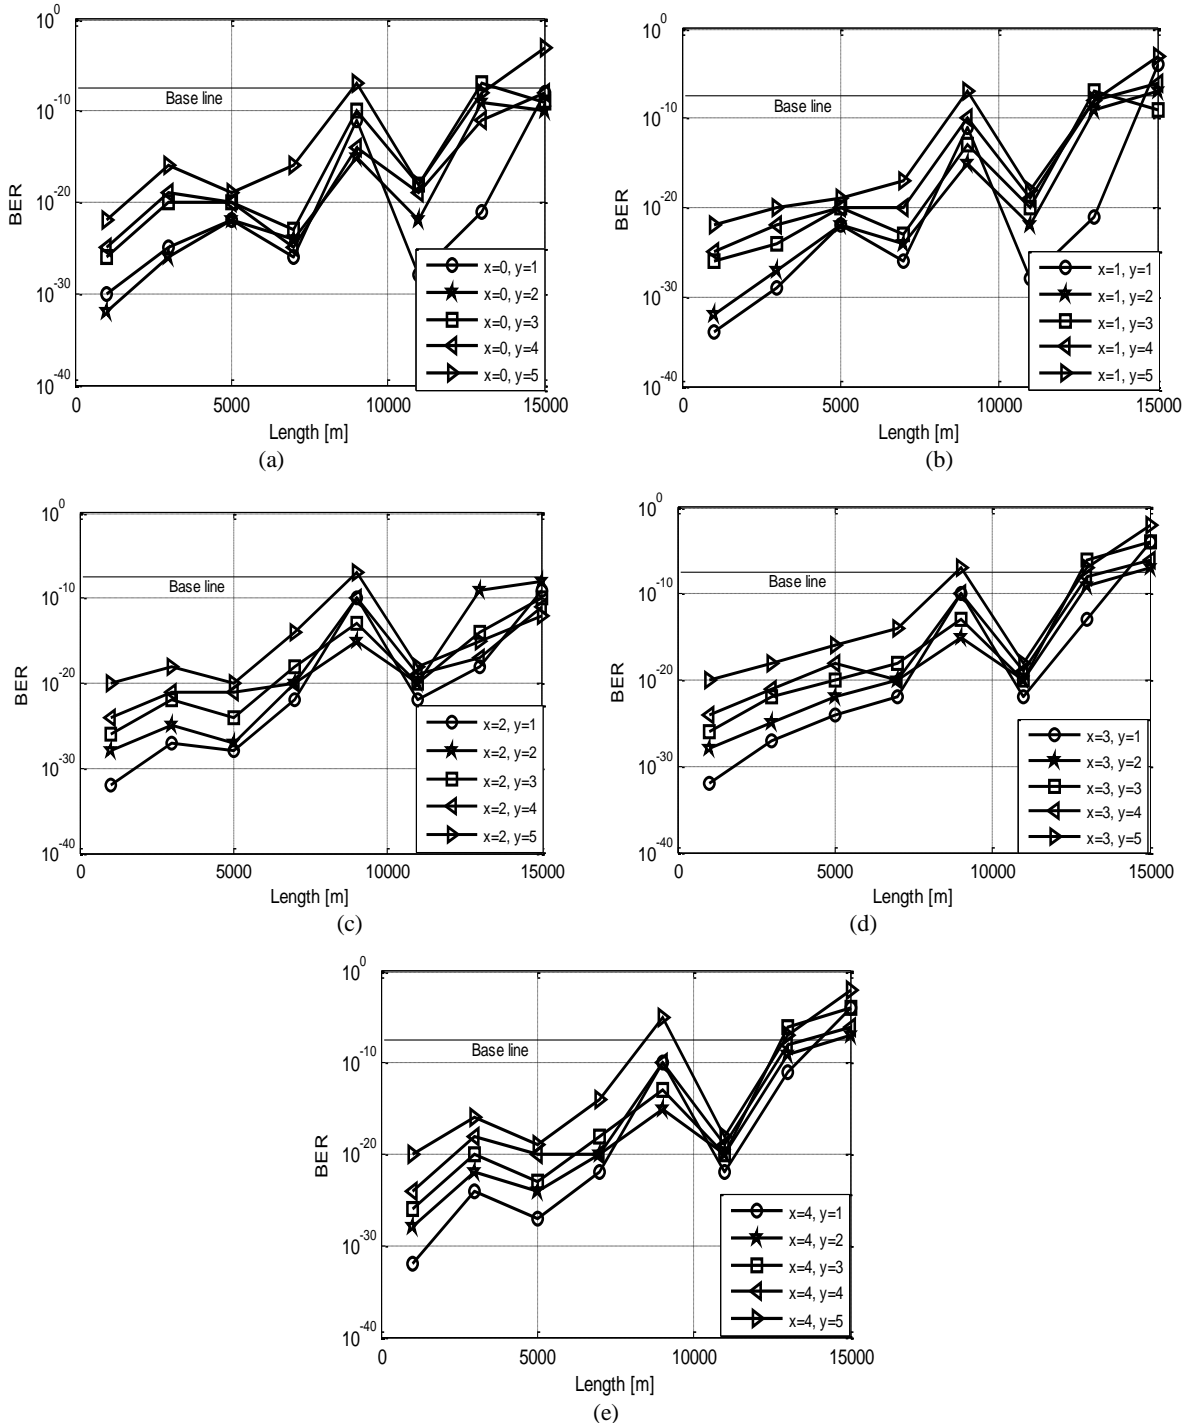 10^0
10^-10
10^-20
10^-30
10^-40
BER
Base line
x=0, y=1
x=0, y=2
x=0, y=3
x=0, y=4
x=0, y=5
0 5000 10000 15000
Length [m]
(a)
10^0
10^-10
10^-20
10^-30
10^-40
BER
Base line
x=1, y=1
x=1, y=2
x=1, y=3
x=1, y=4
x=1, y=5
0 5000 10000 15000
Length [m]
(b)
10^0
10^-10
10^-20
10^-30
10^-40
BER
Base line
x=2, y=1
x=2, y=2
x=2, y=3
x=2, y=4
x=2, y=5
0 5000 10000 15000
Length [m]
(c)
10^0
10^-10
10^-20
10^-30
10^-40
BER
Base line
x=3, y=1
x=3, y=2
x=3, y=3
x=3, y=4
x=3, y=5
0 5000 10000 15000
Length [m]
(d)
10^0
10^-10
10^-20
10^-30
10^-40
BER
Base line
x=4, y=1
x=4, y=2
x=4, y=3
x=4, y=4
x=4, y=5
0 5000 10000 15000
Length [m]
(e)